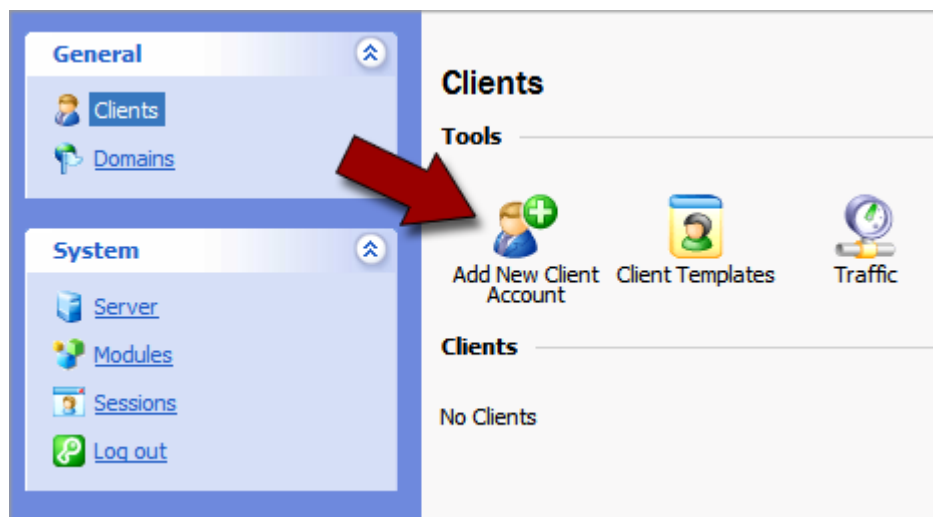 General
Clients
Domains
System
Server
Modules
Sessions
Log out
Clients
Tools
Add New Client
Account
Client Templates
Traffic
Clients
No Clients